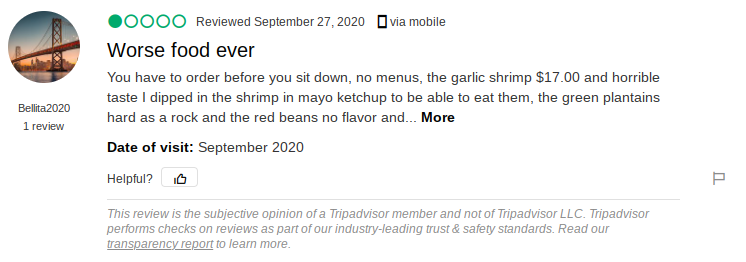 Reviewed September 27, 2020 via mobile
Worse food ever
You have to order before you sit down, no menus, the garlic shrimp $17.00 and horrible
taste I dipped in the shrimp in mayo ketchup to be able to eat them, the green plantains
hard as a rock and the red beans no flavor and... More
Bellita2020
1 review
Date of visit: September 2020
Helpful?
This review is the subjective opinion of a Tripadvisor member and not of Tripadvisor LLC. Tripadvisor
performs checks on reviews as part of our industry-leading trust & safety standards. Read our
transparency report to learn more.